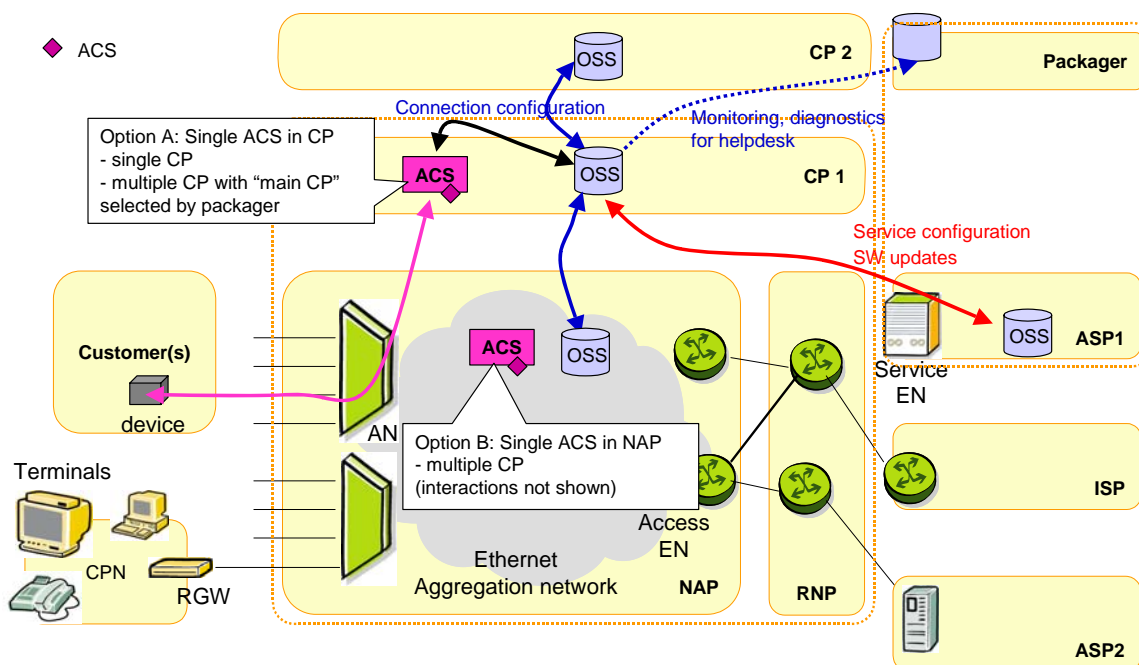 ACS
OSS
CP 2
Packager
Connection configuration
Monitoring, diagnostics
for helpdesk
Option A: Single ACS in CP
- single CP
- multiple CP with “main CP”
selected by packager
ACS
OSS
CP 1
Service configuration
SW updates
Customer(s)
device
AN
ACS
OSS
Service
EN
OSS
ASP1
Option B: Single ACS in NAP
- multiple CP
(interactions not shown)
Terminals
CPN
RGW
Ethernet
Aggregation network
Access
EN
NAP
RNP
ISP
ASP2